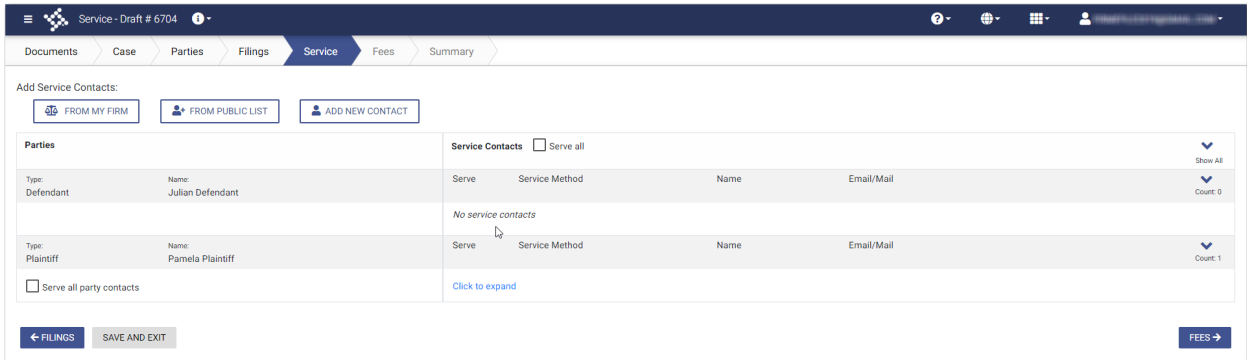 Service - Draft # 6704
Documents Case Parties Filings Service Fees Summary
Add Service Contacts:
FROM MY FIRM FROM PUBLIC LIST ADD NEW CONTACT
Parties Service Contacts Serve all
Show All
Type: Name: Serve Service Method Name Email/Mail
Defendant Julian Defendant Count: 0
No service contacts
Type: Name: Serve Service Method Name Email/Mail
Plaintiff Pamela Plaintiff Count: 1
Serve all party contacts Click to expand
FILINGS SAVE AND EXIT FEES